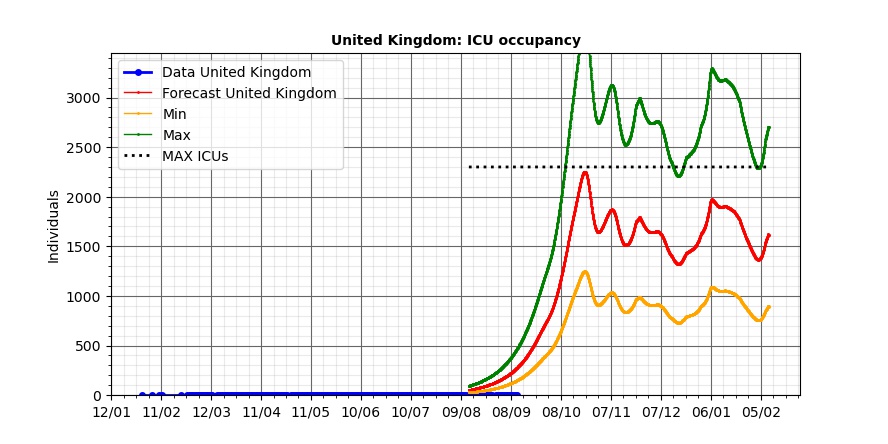 United Kingdom: ICU occupancy
Data United Kingdom
Forecast United Kingdom
Min
Max
MAX ICUs
Individuals
3000
2500
2000
1500
1000
500
0
12/01 11/02 12/03 11/04 11/05 10/06 10/07 09/08 08/09 08/10 07/11 07/12 06/01 05/02